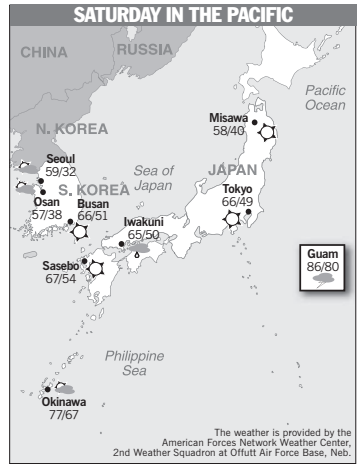 SATURDAY IN THE PACIFIC
CHINA
RUSSIA
Pacific
Ocean
Misawa
58/40
N. KOREA
Seoul
59/32
Sea of
Japan
JAPAN
S. KOREA
Osan
57/38
Busan
66/51
Tokyo
66/49
Iwakuni
65/50
Sasebo
67/54
Guam
86/80
Philippine
Sea
Okinawa
77/67
The weather is provided by the
American Forces Network Weather Center,
2nd Weather Squadron at Offutt Air Force Base, Neb.